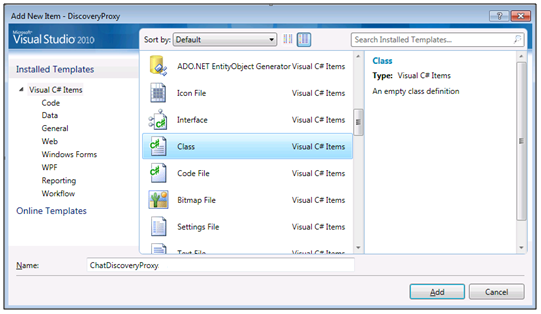 Add New Item - DiscoveryProxy
Microsoft
Visual Studio 2010
Sort by: Default
Search Installed Templates...
Installed Templates
Visual C# Items
Code
Data
General
Web
Windows Forms
WPF
Reporting
Workflow
Online Templates
ADO.NET EntityObject Generator Visual C# Items
Icon File Visual C# Items
Interface Visual C# Items
Class Visual C# Items
Code File Visual C# Items
Bitmap File Visual C# Items
Settings File Visual C# Items
Text File Visual C# Items
Class
Type: Visual C# Items
An empty class definition
Name: ChatDiscoveryProxy
Add Cancel